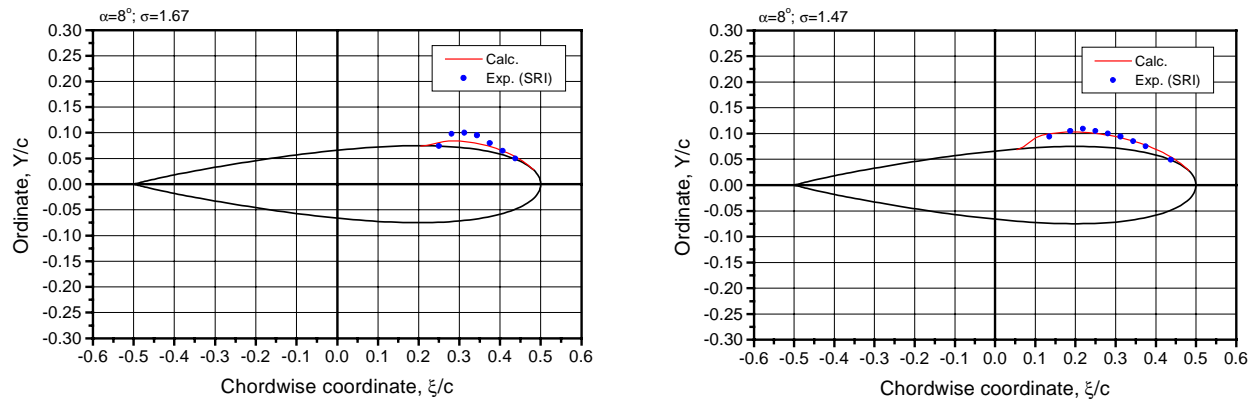 α=8°; σ=1.67
0.30
0.25
0.20
0.15
0.10
0.05
0.00
-0.05
-0.10
-0.15
-0.20
-0.25
-0.30
Ordinate, Y/c
Calc.
Exp. (SRI)
-0.6 -0.5 -0.4 -0.3 -0.2 -0.1 0.0 0.1 0.2 0.3 0.4 0.5 0.6
Chordwise coordinate, ξ/c
α=8°; σ=1.47
0.30
0.25
0.20
0.15
0.10
0.05
0.00
-0.05
-0.10
-0.15
-0.20
-0.25
-0.30
Ordinate, Y/c
Calc.
Exp. (SRI)
-0.6 -0.5 -0.4 -0.3 -0.2 -0.1 0.0 0.1 0.2 0.3 0.4 0.5 0.6
Chordwise coordinate, ξ/c